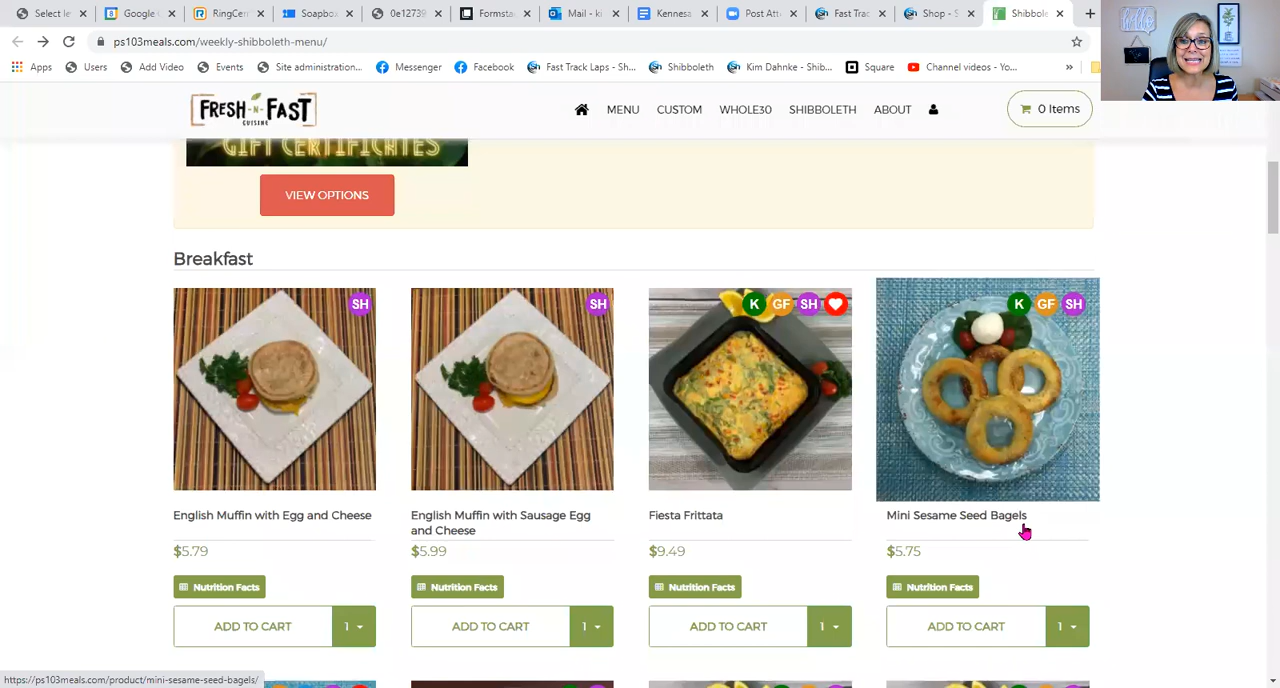 Select le
Google
RingCer
Soapbo
0e12739
Formsta
Mail - ki
Kennesa
Post Att
Fast Trac
Shop - S
Shibbole
ps103meals.com/weekly-shibboleth-menu/
Apps Users Add Video Events Site administration... Messenger Fast Track Laps - Sh... Shibboleth Kim Dahnke - Shib... Square Channel videos - Yo... »
hello
FRESH-N-FAST
CUISINE
MENU CUSTOM WHOLE30 SHIBBOLETH ABOUT 0 Items
GIFT CERTIFICATES
VIEW OPTIONS
Breakfast
SH SH K GF SH K GF SH
English Muffin with Egg and Cheese
$5.79
Nutrition Facts
ADD TO CART 1
English Muffin with Sausage Egg
and Cheese
$5.99
Nutrition Facts
ADD TO CART 1
Fiesta Frittata
$9.49
Nutrition Facts
ADD TO CART 1
Mini Sesame Seed Bagels
$5.75
Nutrition Facts
ADD TO CART 1
https://ps103meals.com/product/mini-sesame-seed-bagels/